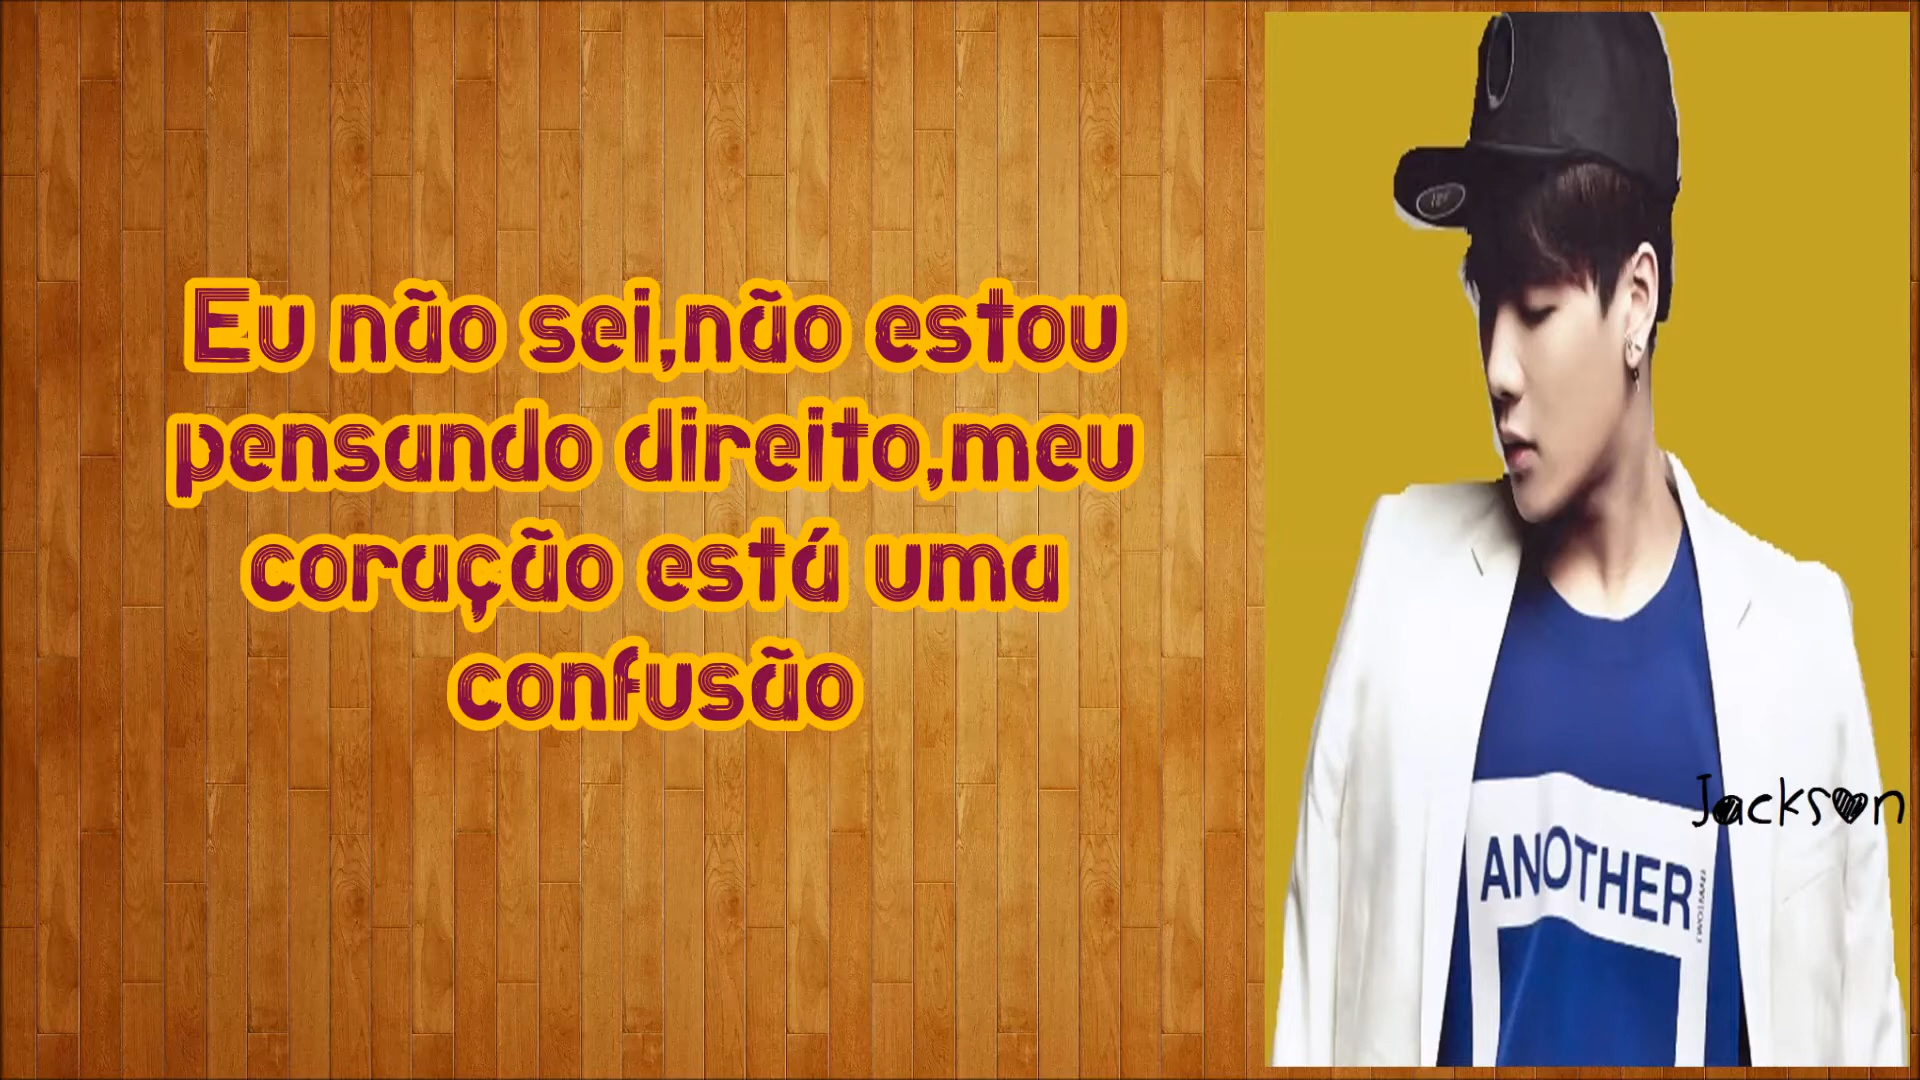 Eu não sei,não estou
pensando direito,meu
coração está uma
confusão
Jackson
ANOTHER